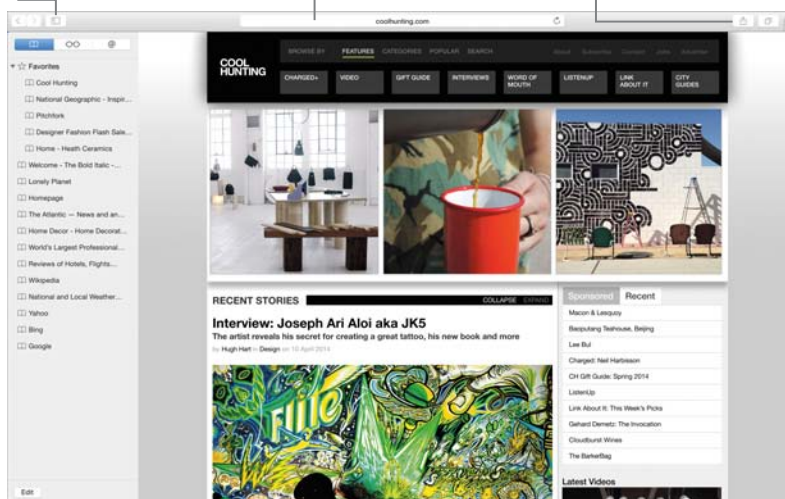 coolhunting.com
Favorites
Cool Hunting
National Geographic - Inspir...
Pitchfork
Designer Fashion Flash Sale...
Home - Heath Ceramics
Welcome - The Bold Italic -...
Lonely Planet
Homepage
The Atlantic — News and an...
Home Decor - Home Decorat...
World's Largest Professional...
Reviews of Hotels, Flights...
Wikipedia
National and Local Weather...
Yahoo
Bing
Google
Edit
COOL
HUNTING
BROWSE BY FEATURES CATEGORIES POPULAR SEARCH
About Subscribe Contact Jobs Advertise
CHARGED+ VIDEO GIFT GUIDE INTERVIEWS WORD OF MOUTH LISTENUP LINK ABOUT IT CITY GUIDES
RECENT STORIES COLLAPSE EXPAND
Interview: Joseph Ari Aloi aka JK5
The artist reveals his secret for creating a great tattoo, his new book and more
by Hugh Hart in Design on 10 April 2014
Sponsored Recent
Macon & Lesquoy
Baoputang Teahouse, Beijing
Lee Bul
Charged: Neil Harbisson
CH Gift Guide: Spring 2014
ListenUp
Link About It: This Week's Picks
Gehard Demetz: The Invocation
Cloudburst Wines
The BarkerBag
Latest Videos